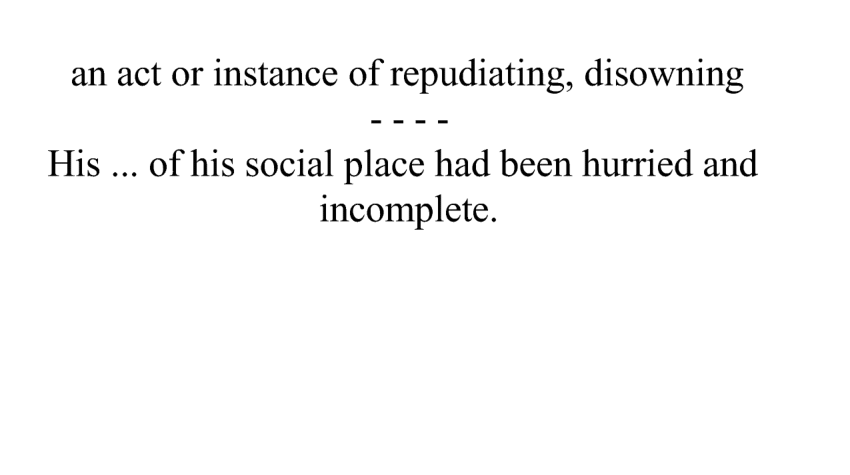 an act or instance of repudiating, disowning
- - - -
His ... of his social place had been hurried and
incomplete.